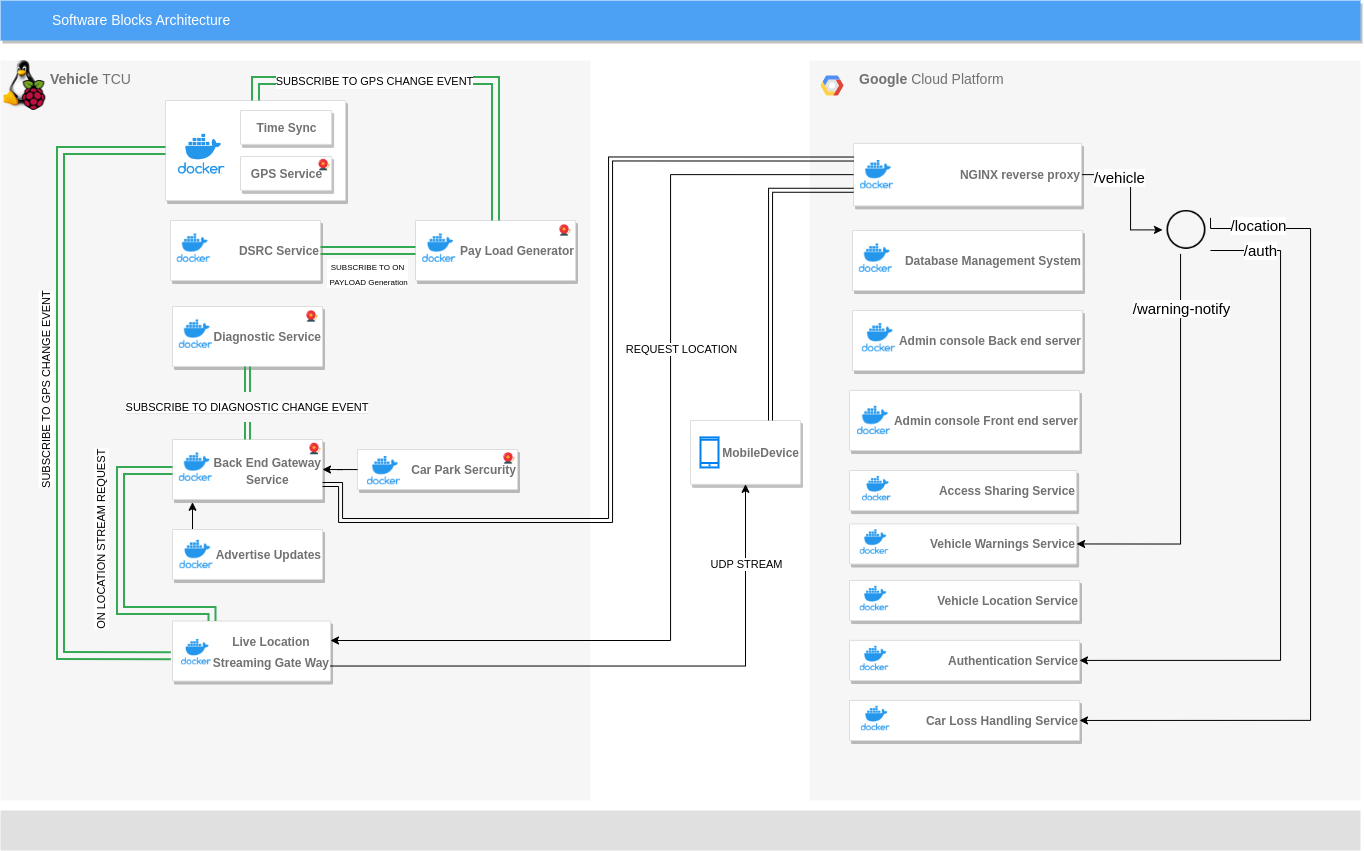 Software Blocks Architecture
Vehicle TCU
SUBSCRIBE TO GPS CHANGE EVENT
docker
Time Sync
GPS Service
docker
DSRC Service
docker
Pay Load Generator
SUBSCRIBE TO ON
PAYLOAD Generation
docker
Diagnostic Service
SUBSCRIBE TO GPS CHANGE EVENT
SUBSCRIBE TO DIAGNOSTIC CHANGE EVENT
docker
Back End Gateway
Service
docker
Car Park Sercurity
ON LOCATION STREAM REQUEST
docker
Advertise Updates
docker
Live Location
Streaming Gate Way
REQUEST LOCATION
MobileDevice
UDP STREAM
Google Cloud Platform
docker
NGINX reverse proxy
/vehicle
/location
/auth
/warning-notify
docker
Database Management System
docker
Admin console Back end server
docker
Admin console Front end server
docker
Access Sharing Service
docker
Vehicle Warnings Service
docker
Vehicle Location Service
docker
Authentication Service
docker
Car Loss Handling Service